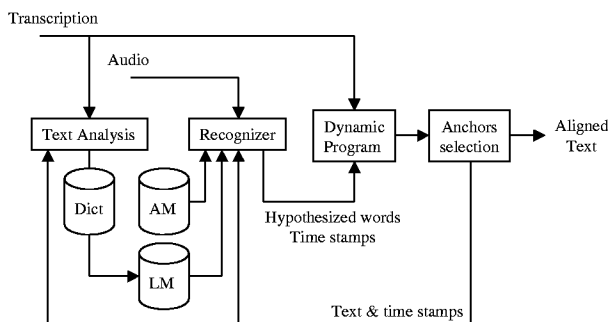 Transcription
Audio
Text Analysis
Recognizer
Dynamic
Program
Anchors
selection
Aligned
Text
Dict
AM
Hypothesized words
Time stamps
LM
Text & time stamps